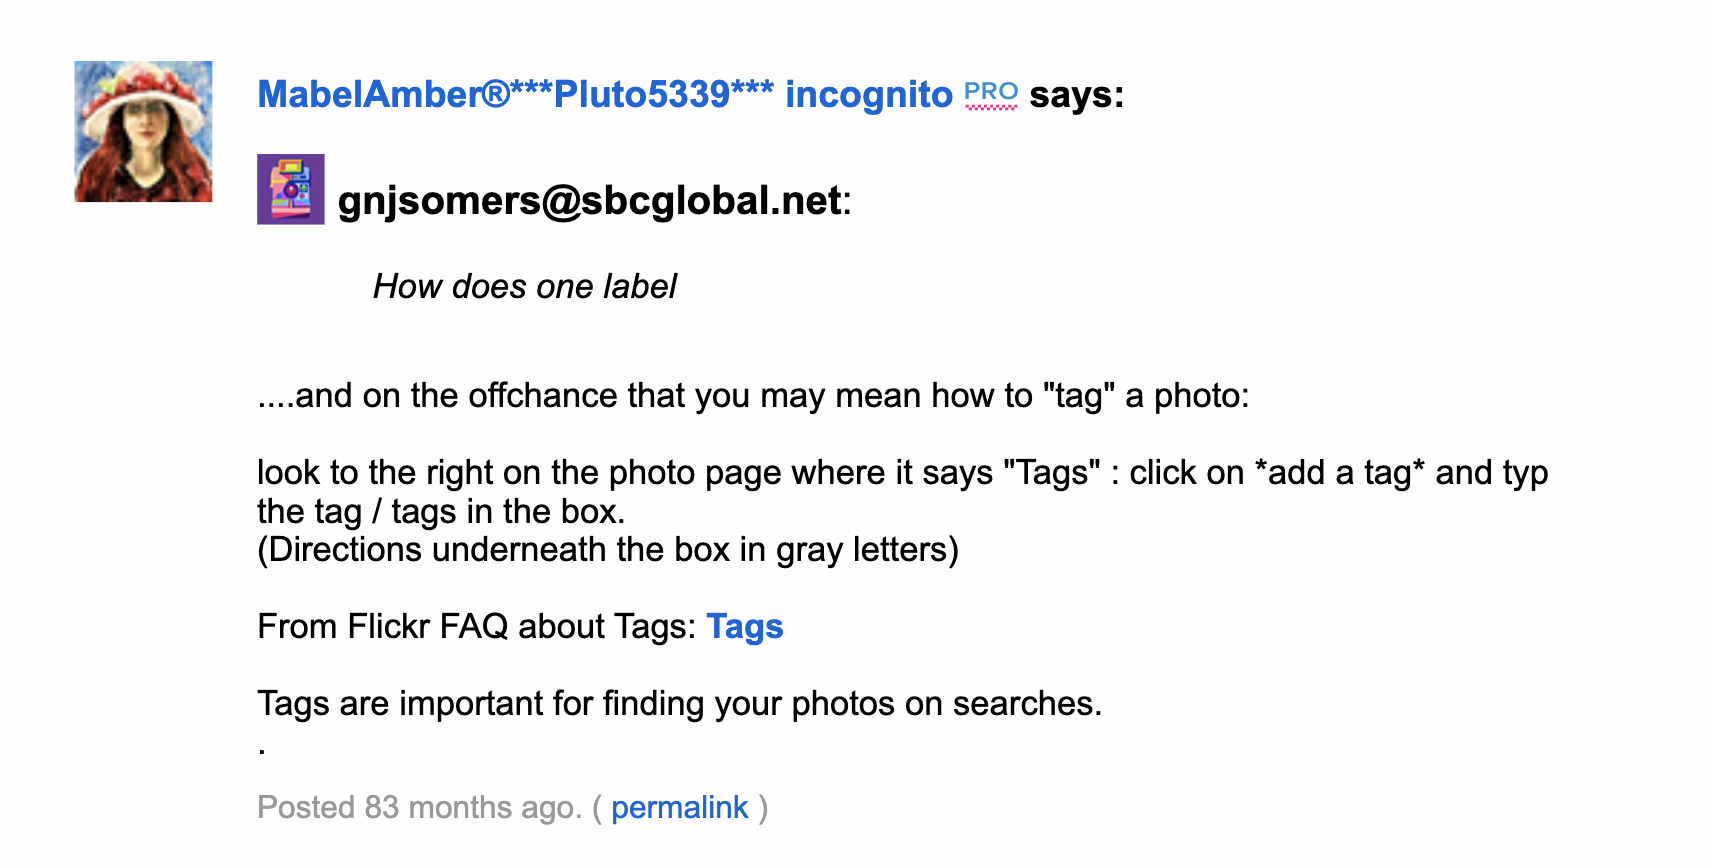 MabelAmber®***Pluto5339*** incognito PRO says:
gnjsomers@sbcglobal.net:
How does one label
....and on the offchance that you may mean how to "tag" a photo:
look to the right on the photo page where it says "Tags" : click on *add a tag* and typ
the tag / tags in the box.
(Directions underneath the box in gray letters)
From Flickr FAQ about Tags: Tags
Tags are important for finding your photos on searches.
.
Posted 83 months ago. ( permalink )